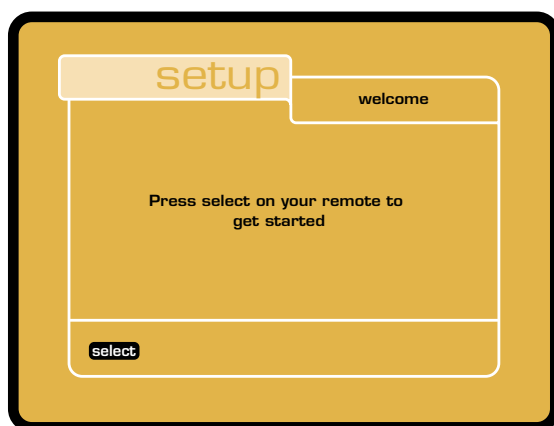 setup
welcome
Press select on your remote to
get started
select